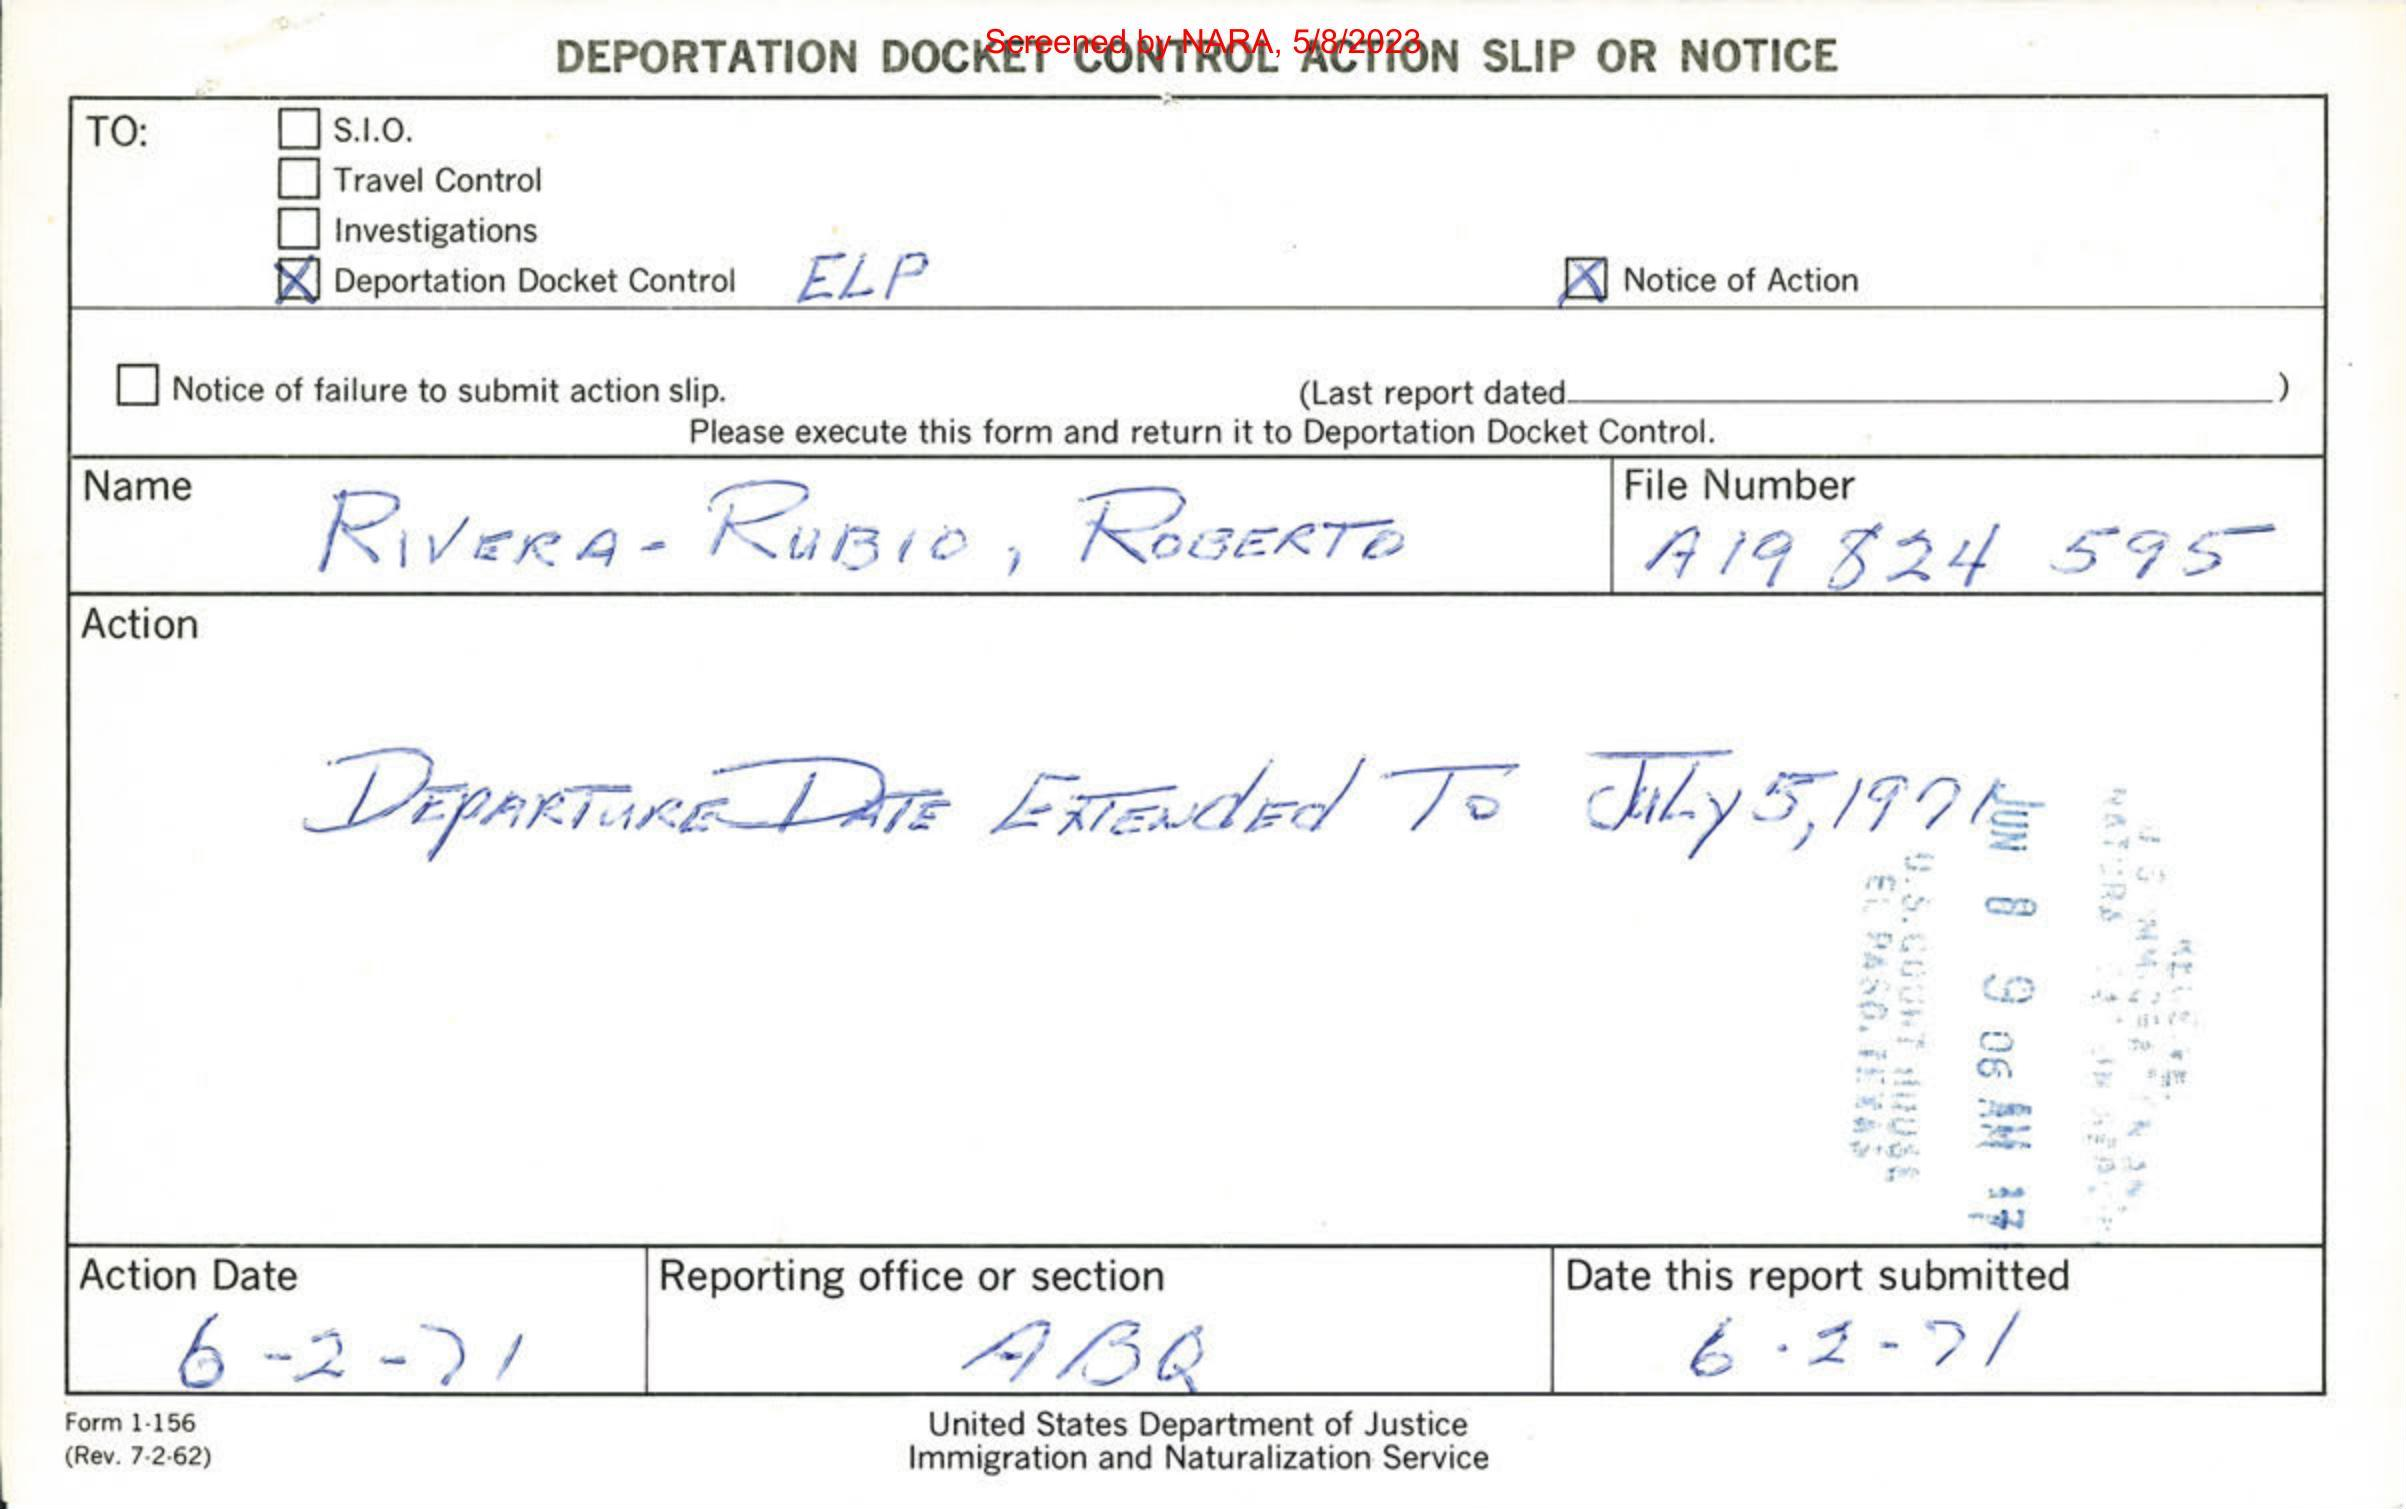 Screened by NARA, 5/8/2023
DEPORTATION DOCKET CONTROL ACTION SLIP OR NOTICE
TO:
S.I.O.
Travel Control
Investigations
Deportation Docket Control ELP
Notice of Action
Notice of failure to submit action slip. (Last report dated )
Please execute this form and return it to Deportation Docket Control.
Name
RIVERA-RUBIO, ROBERTO
File Number
A19 824 595
Action
DEPARTURE DATE EXTENDED TO JULY 5, 1971
JUN 8 9 06 AM
U.S. COURT HOUSE
EL PASO, TEXAS
Action Date
6-2-71
Reporting office or section
ABQ
Date this report submitted
6-2-71
Form 1-156
(Rev. 7-2-62)
United States Department of Justice
Immigration and Naturalization Service